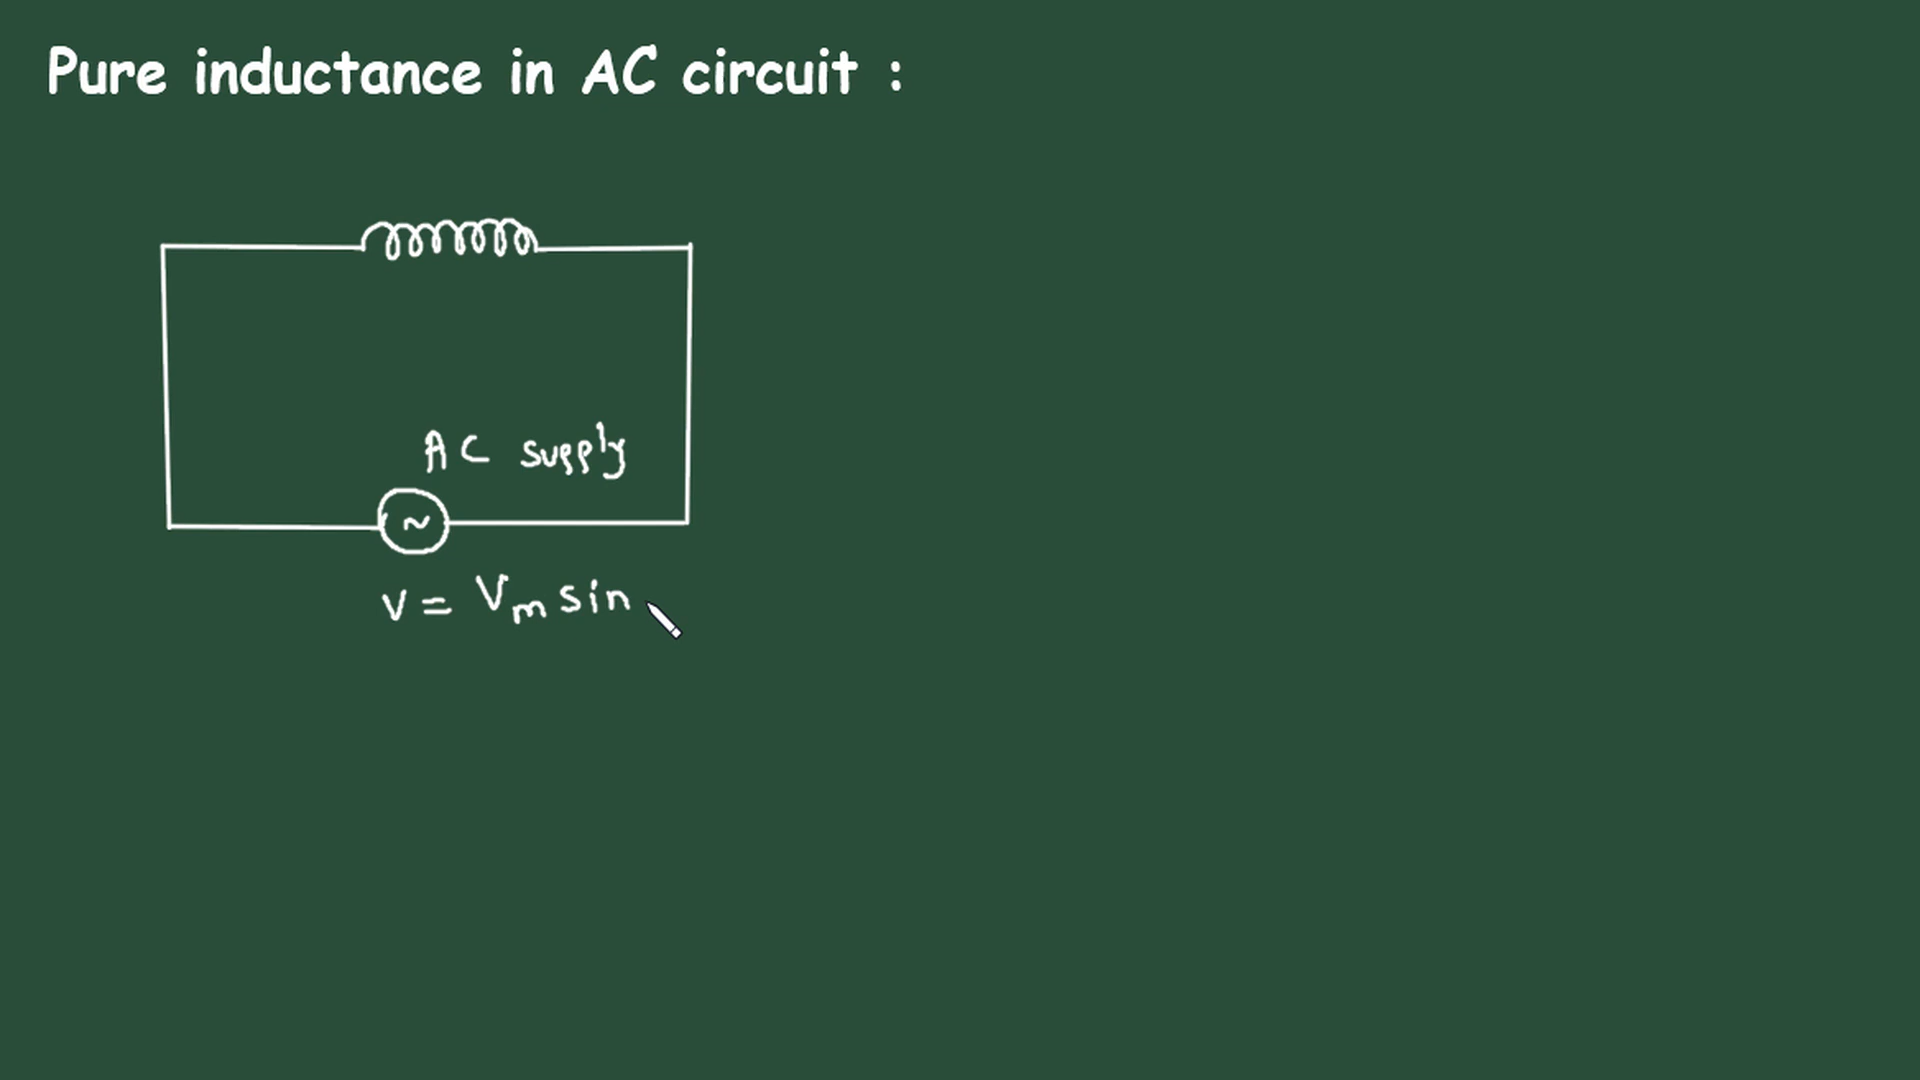 Pure inductance in AC circuit :
AC supply
~
v = Vm sin